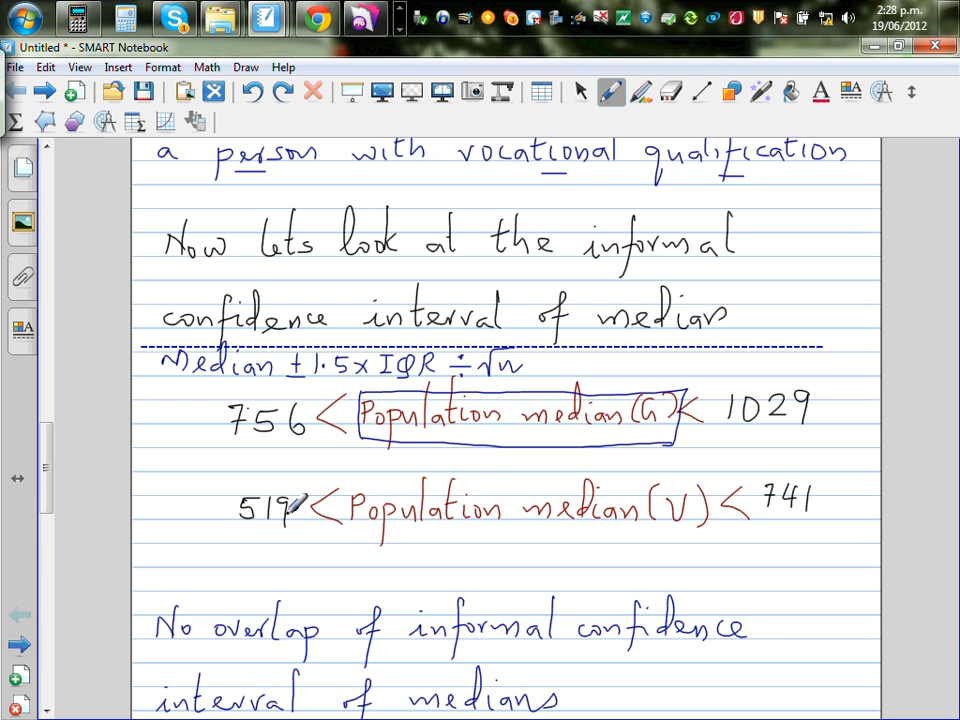 2:28 p.m.
19/06/2012
Untitled * - SMART Notebook
File Edit View Insert Format Math Draw Help
a person with vocational qualification
Now lets look at the informal
confidence interval of medians
Median ± 1.5 x IQR ÷ √n
756 < Population median (G) < 1029
519 < Population median (V) < 741
No overlap of informal confidence
interval of medians